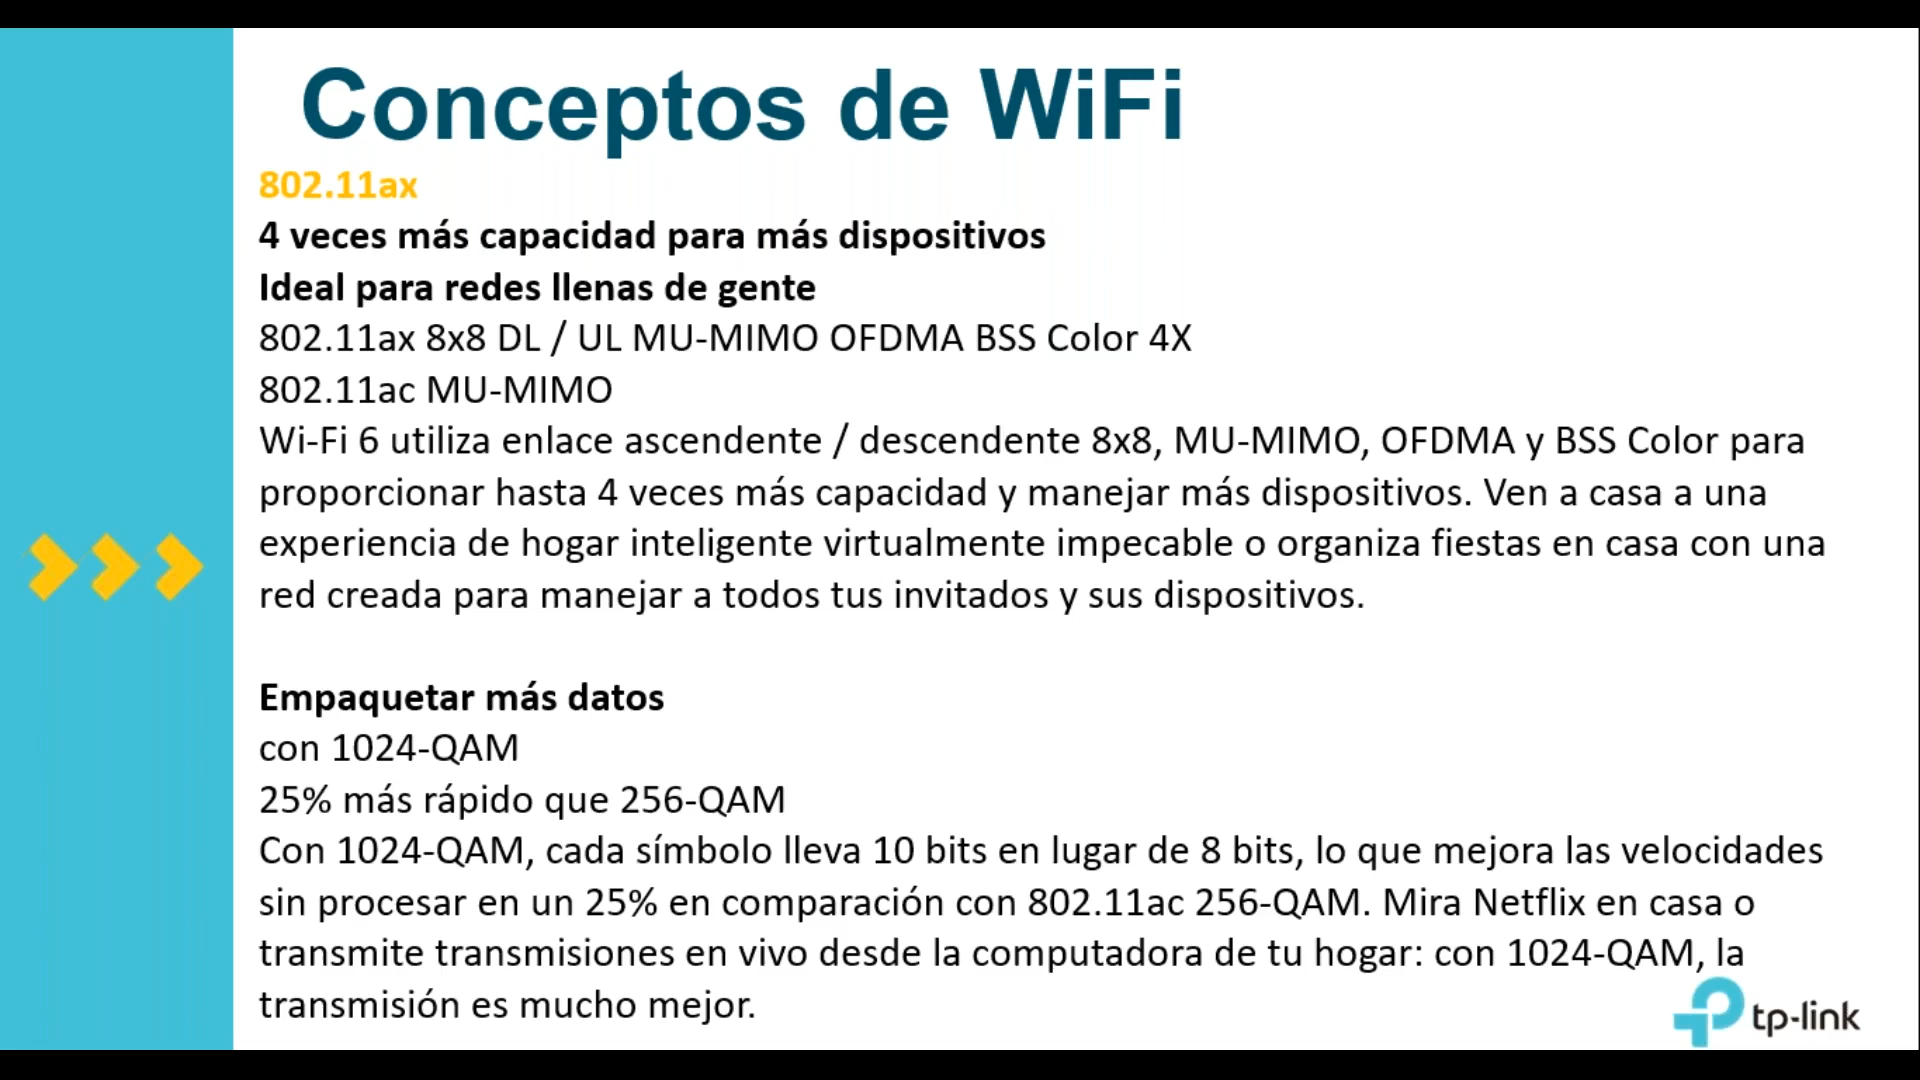 Conceptos de WiFi
802.11ax
4 veces más capacidad para más dispositivos
Ideal para redes llenas de gente
802.11ax 8x8 DL / UL MU-MIMO OFDMA BSS Color 4X
802.11ac MU-MIMO
Wi-Fi 6 utiliza enlace ascendente / descendente 8x8, MU-MIMO, OFDMA y BSS Color para
proporcionar hasta 4 veces más capacidad y manejar más dispositivos. Ven a casa a una
experiencia de hogar inteligente virtualmente impecable o organiza fiestas en casa con una
red creada para manejar a todos tus invitados y sus dispositivos.
Empaquetar más datos
con 1024-QAM
25% más rápido que 256-QAM
Con 1024-QAM, cada símbolo lleva 10 bits en lugar de 8 bits, lo que mejora las velocidades
sin procesar en un 25% en comparación con 802.11ac 256-QAM. Mira Netflix en casa o
transmite transmisiones en vivo desde la computadora de tu hogar: con 1024-QAM, la
transmisión es mucho mejor.
tp-link